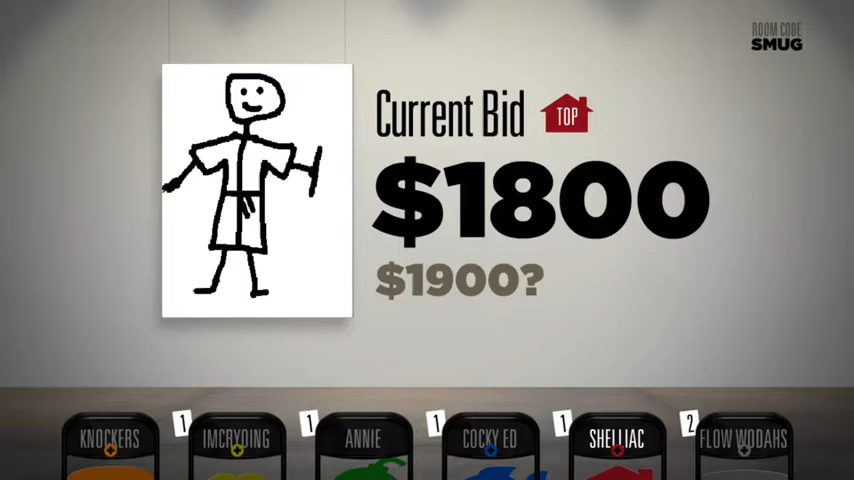 ROOM CODE
SMUG
Current Bid TOP
$1800
$1900?
1 1 1 1 2
KNOCKERS IMCRYOING ANNIE COCKY ED SHELLIAC FLOW WODAHS